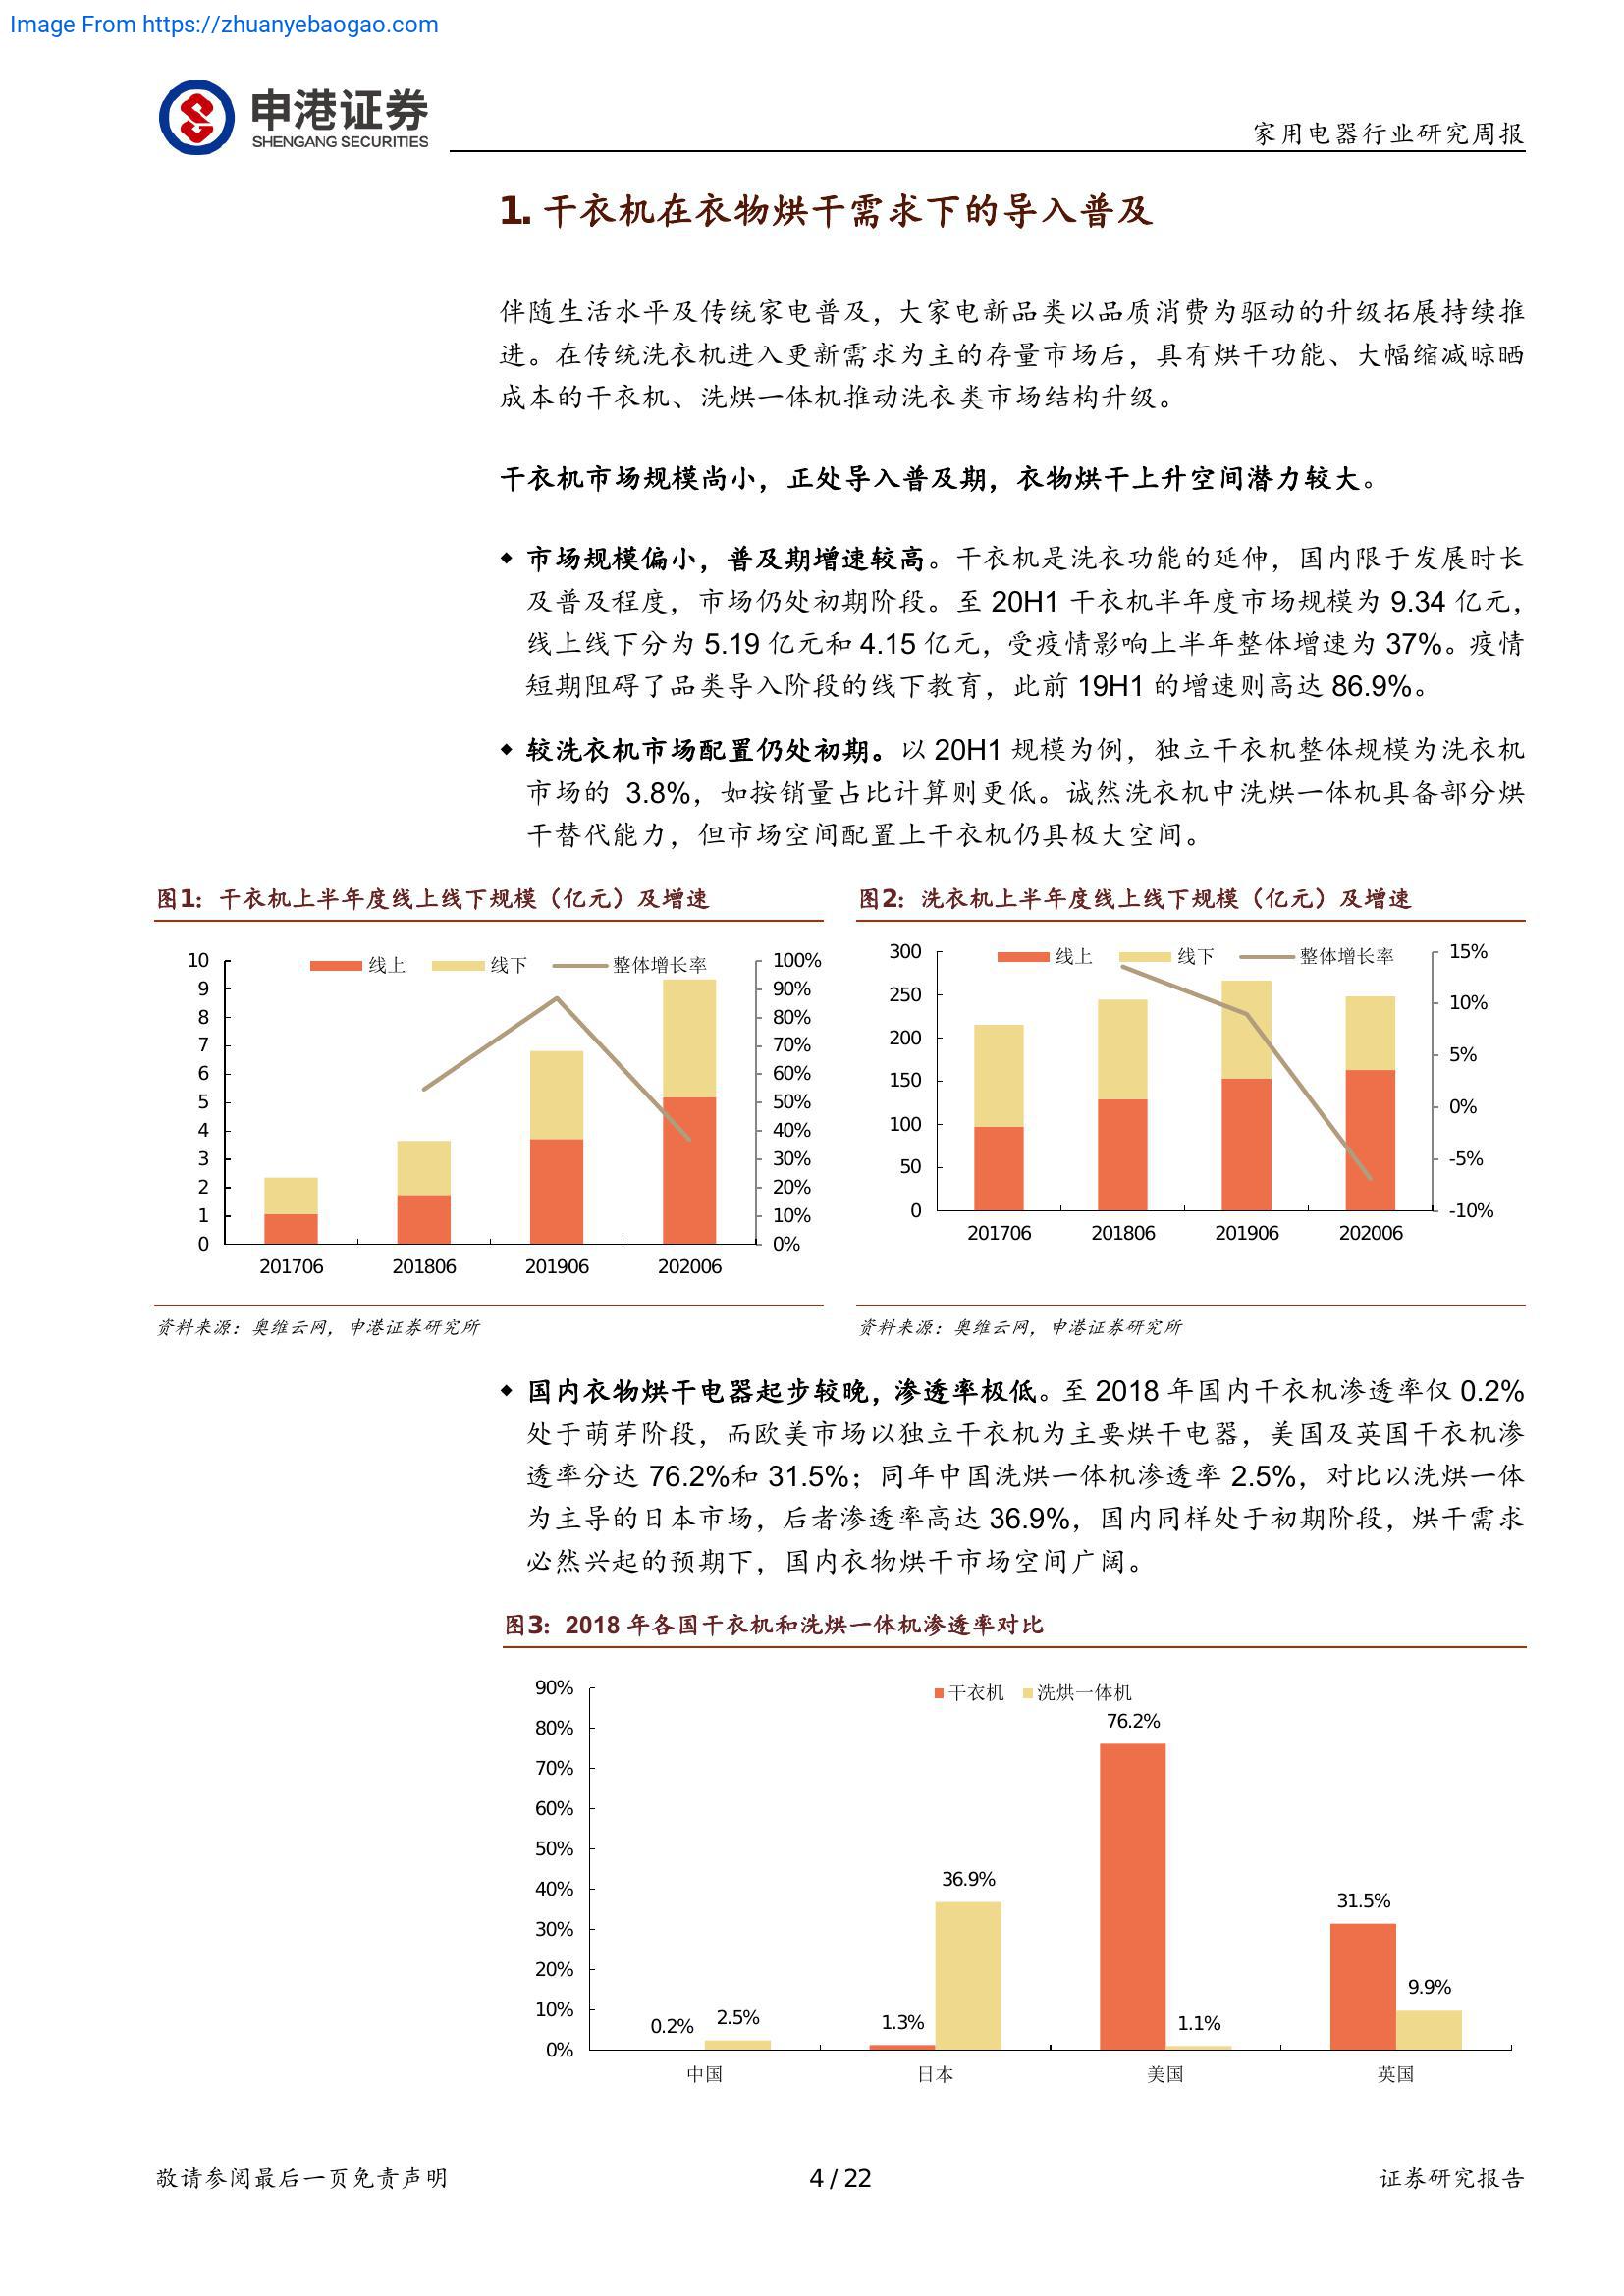 Image From https://zhuanyebaogao.com
申港证券
SHENGANG SECURITIES
家用电器行业研究周报
1. 干衣机在衣物烘干需求下的导入普及
伴随生活水平及传统家电普及，大家电新品类以品质消费为驱动的升级拓展持续推
进。在传统洗衣机进入更新需求为主的存量市场后，具有烘干功能、大幅缩减晾晒
成本的干衣机、洗烘一体机推动洗衣类市场结构升级。
干衣机市场规模尚小，正处导入普及期，衣物烘干上升空间潜力较大。
◆ 市场规模偏小，普及期增速较高。干衣机是洗衣功能的延伸，国内限于发展时长
及普及程度，市场仍处初期阶段。至 20H1 干衣机半年度市场规模为 9.34 亿元，
线上线下分为 5.19 亿元和 4.15 亿元，受疫情影响上半年整体增速为 37%。疫情
短期阻碍了品类导入阶段的线下教育，此前 19H1 的增速则高达 86.9%。
◆ 较洗衣机市场配置仍处初期。以 20H1 规模为例，独立干衣机整体规模为洗衣机
市场的 3.8%，如按销量占比计算则更低。诚然洗衣机中洗烘一体机具备部分烘
干替代能力，但市场空间配置上干衣机仍具极大空间。
图1：干衣机上半年度线上线下规模（亿元）及增速
线上 线下 整体增长率
10
9
8
7
6
5
4
3
2
1
0
100%
90%
80%
70%
60%
50%
40%
30%
20%
10%
0%
201706 201806 201906 202006
资料来源：奥维云网，申港证券研究所
图2：洗衣机上半年度线上线下规模（亿元）及增速
线上 线下 整体增长率
300
250
200
150
100
50
0
15%
10%
5%
0%
-5%
-10%
201706 201806 201906 202006
资料来源：奥维云网，申港证券研究所
◆ 国内衣物烘干电器起步较晚，渗透率极低。至 2018 年国内干衣机渗透率仅 0.2%
处于萌芽阶段，而欧美市场以独立干衣机为主要烘干电器，美国及英国干衣机渗
透率分达 76.2%和 31.5%；同年中国洗烘一体机渗透率 2.5%，对比以洗烘一体
为主导的日本市场，后者渗透率高达 36.9%，国内同样处于初期阶段，烘干需求
必然兴起的预期下，国内衣物烘干市场空间广阔。
图3：2018 年各国干衣机和洗烘一体机渗透率对比
干衣机 洗烘一体机
90%
80%
70%
60%
50%
40%
30%
20%
10%
0%
0.2% 2.5% 1.3% 36.9% 76.2% 1.1% 31.5% 9.9%
中国 日本 美国 英国
敬请参阅最后一页免责声明
4 / 22
证券研究报告